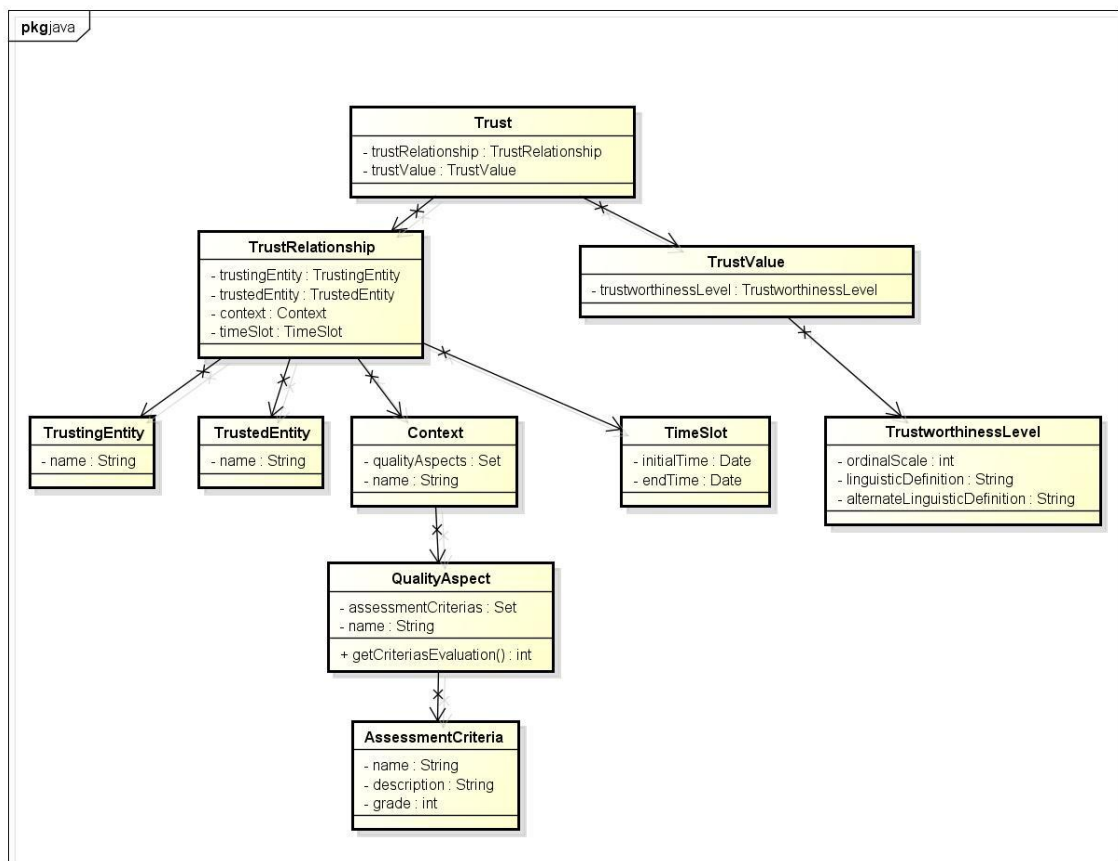 pkg java
Trust
- trustRelationship : TrustRelationship
- trustValue : TrustValue
TrustRelationship
- trustingEntity : TrustingEntity
- trustedEntity : TrustedEntity
- context : Context
- timeSlot : TimeSlot
TrustValue
- trustworthinessLevel : TrustworthinessLevel
TrustingEntity
- name : String
TrustedEntity
- name : String
Context
- qualityAspects : Set
- name : String
TimeSlot
- initialTime : Date
- endTime : Date
TrustworthinessLevel
- ordinalScale : int
- linguisticDefinition : String
- alternateLinguisticDefinition : String
QualityAspect
- assessmentCriterias : Set
- name : String
+ getCriteriasEvaluation() : int
AssessmentCriteria
- name : String
- description : String
- grade : int